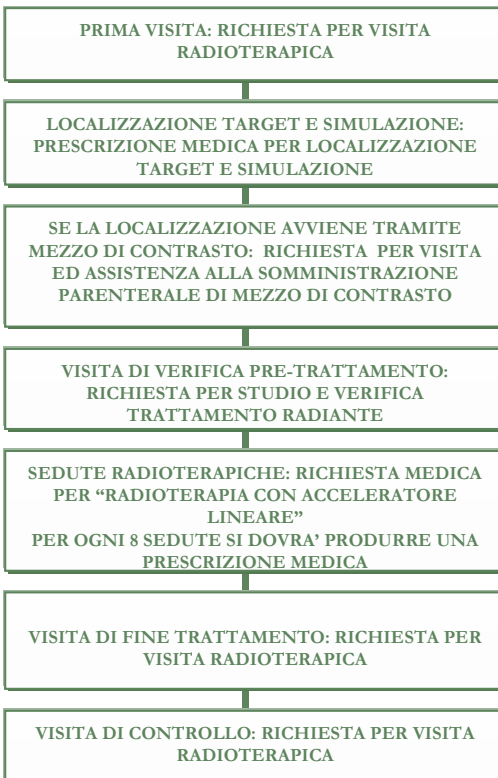 PRIMA VISITA: RICHIESTA PER VISITA
RADIOTERAPICA
LOCALIZZAZIONE TARGET E SIMULAZIONE:
PRESCRIZIONE MEDICA PER LOCALIZZAZIONE
TARGET E SIMULAZIONE
SE LA LOCALIZZAZIONE AVVIENE TRAMITE
MEZZO DI CONTRASTO: RICHIESTA PER VISITA
ED ASSISTENZA ALLA SOMMINISTRAZIONE
PARENTERALE DI MEZZO DI CONTRASTO
VISITA DI VERIFICA PRE-TRATTAMENTO:
RICHIESTA PER STUDIO E VERIFICA
TRATTAMENTO RADIANTE
SEDUTE RADIOTERAPICHE: RICHIESTA MEDICA
PER “RADIOTERAPIA CON ACCELERATORE
LINEARE”
PER OGNI 8 SEDUTE SI DOVRA’ PRODURRE UNA
PRESCRIZIONE MEDICA
VISITA DI FINE TRATTAMENTO: RICHIESTA PER
VISITA RADIOTERAPICA
VISITA DI CONTROLLO: RICHIESTA PER VISITA
RADIOTERAPICA